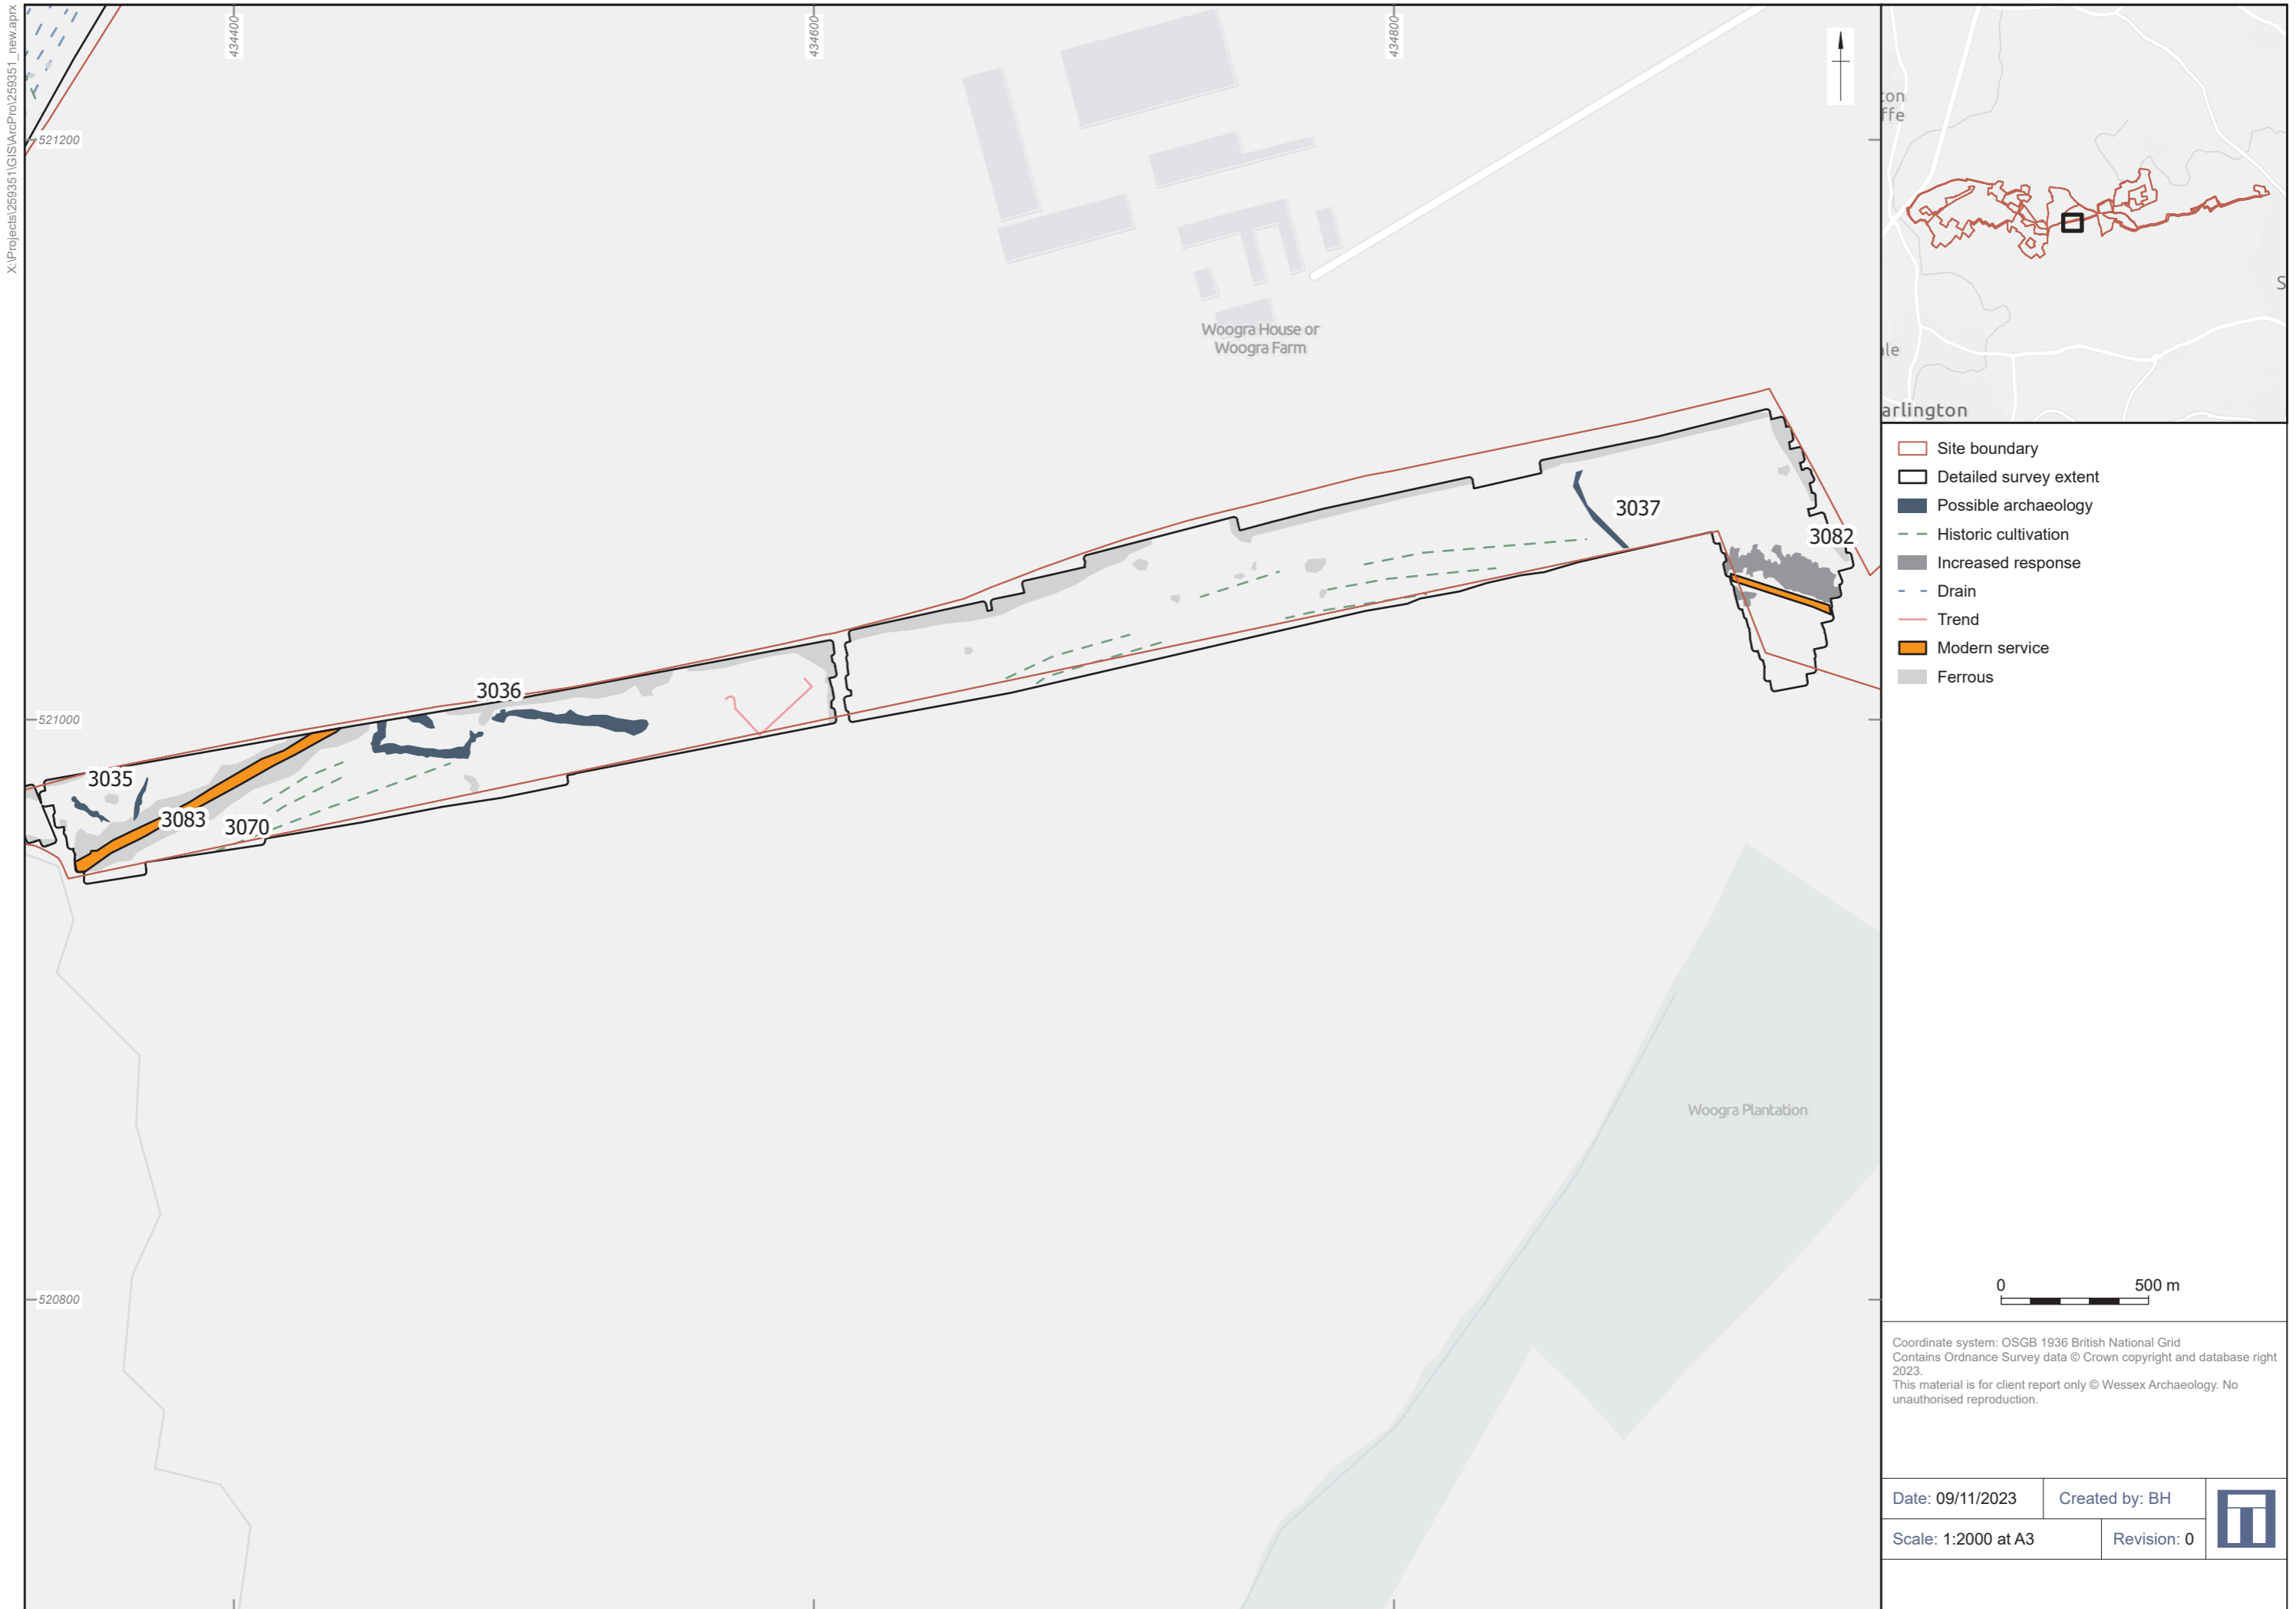 X:\Projects\259351\GIS\ArcPro\259351_new.aprx
434400
434600
434800
521200
521000
520800
Woogra House or
Woogra Farm
3037
3082
3036
3035
3083
3070
Woogra Plantation
ton
ffe
S
ale
arlington
Site boundary
Detailed survey extent
Possible archaeology
Historic cultivation
Increased response
Drain
Trend
Modern service
Ferrous
0 500 m
Coordinate system: OSGB 1936 British National Grid
Contains Ordnance Survey data © Crown copyright and database right
2023.
This material is for client report only © Wessex Archaeology. No
unauthorised reproduction.
Date: 09/11/2023 Created by: BH
Scale: 1:2000 at A3 Revision: 0